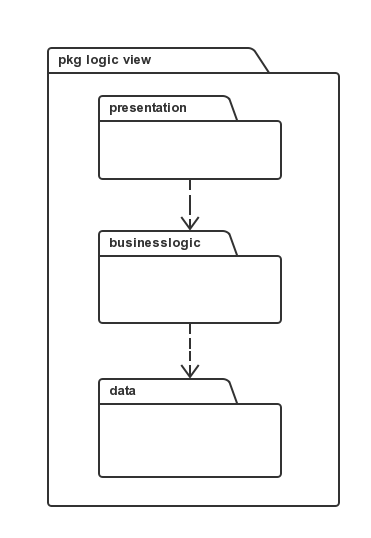 pkg logic view
presentation
businesslogic
data